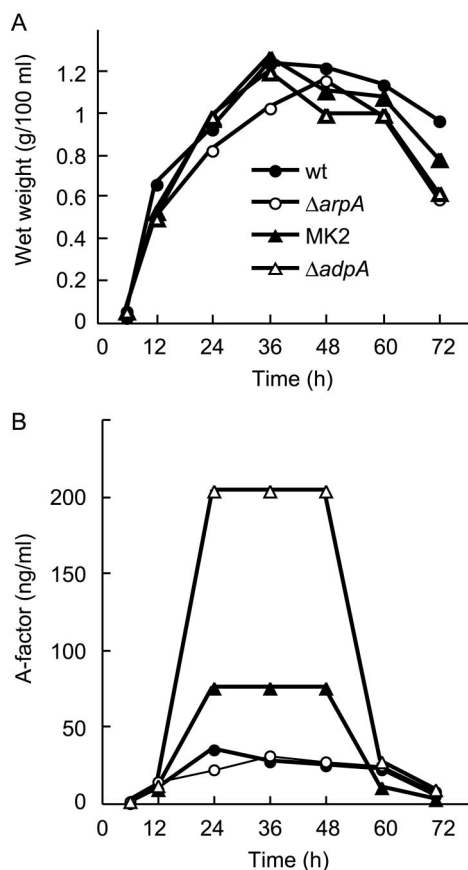 A
Wet weight (g/100 ml)
1.2
1
0.8
0.6
0.4
0.2
0
wt
ΔarpA
MK2
ΔadpA
0 12 24 36 48 60 72
Time (h)
B
A-factor (ng/ml)
200
150
100
50
0
0 12 24 36 48 60 72
Time (h)